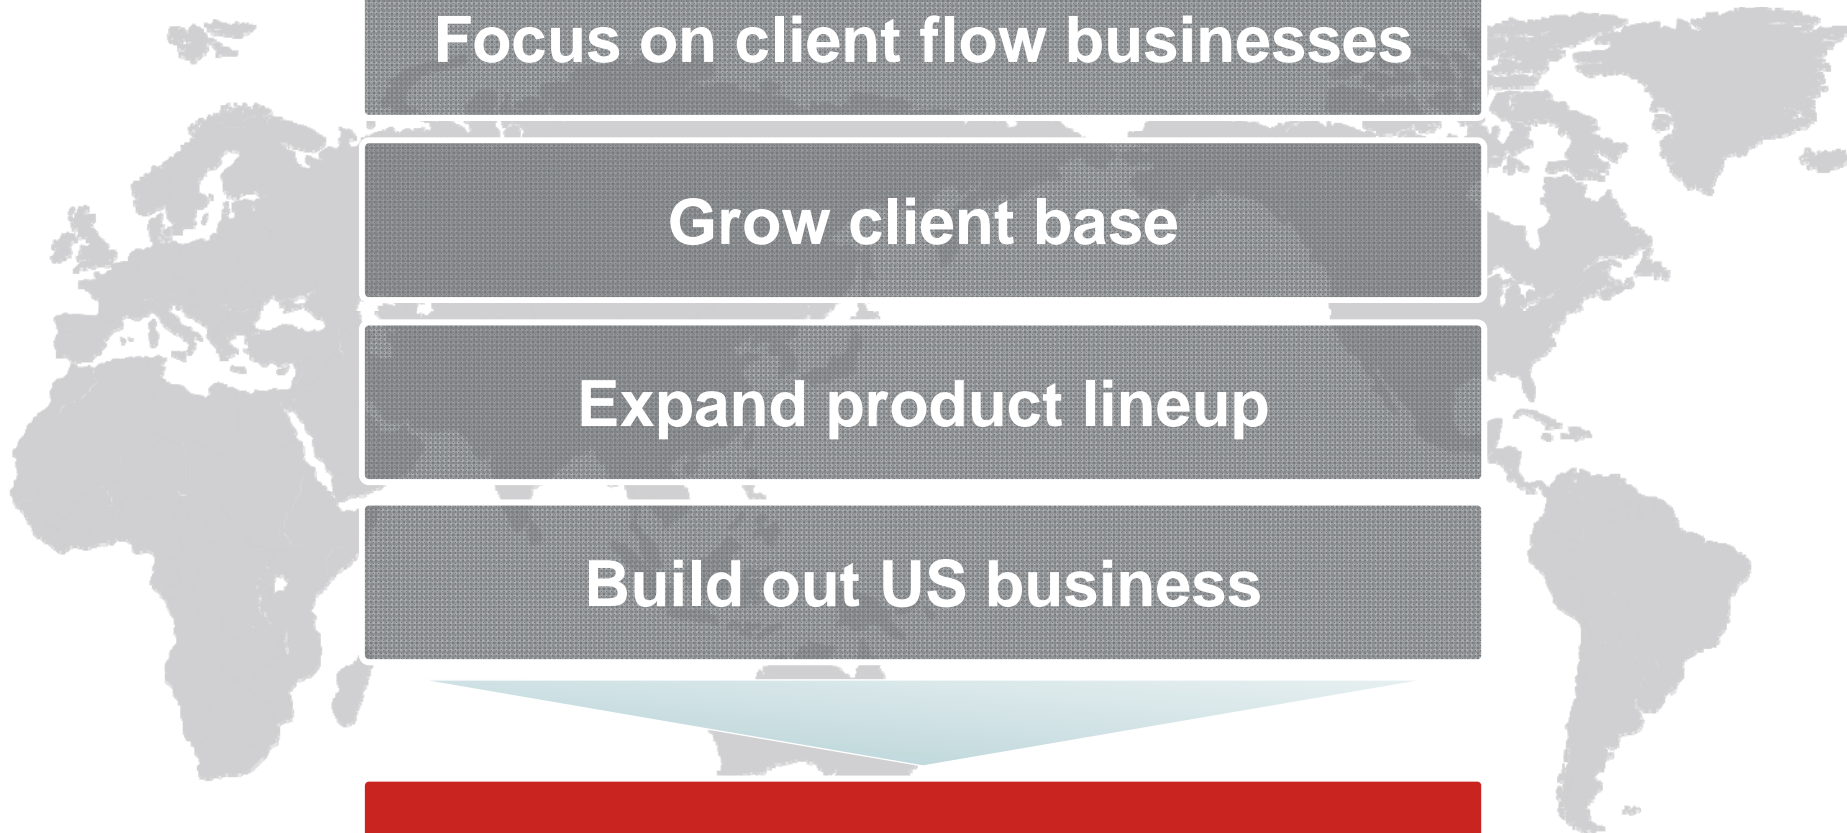 Focus on client flow businesses
Grow client base
Expand product lineup
Build out US business